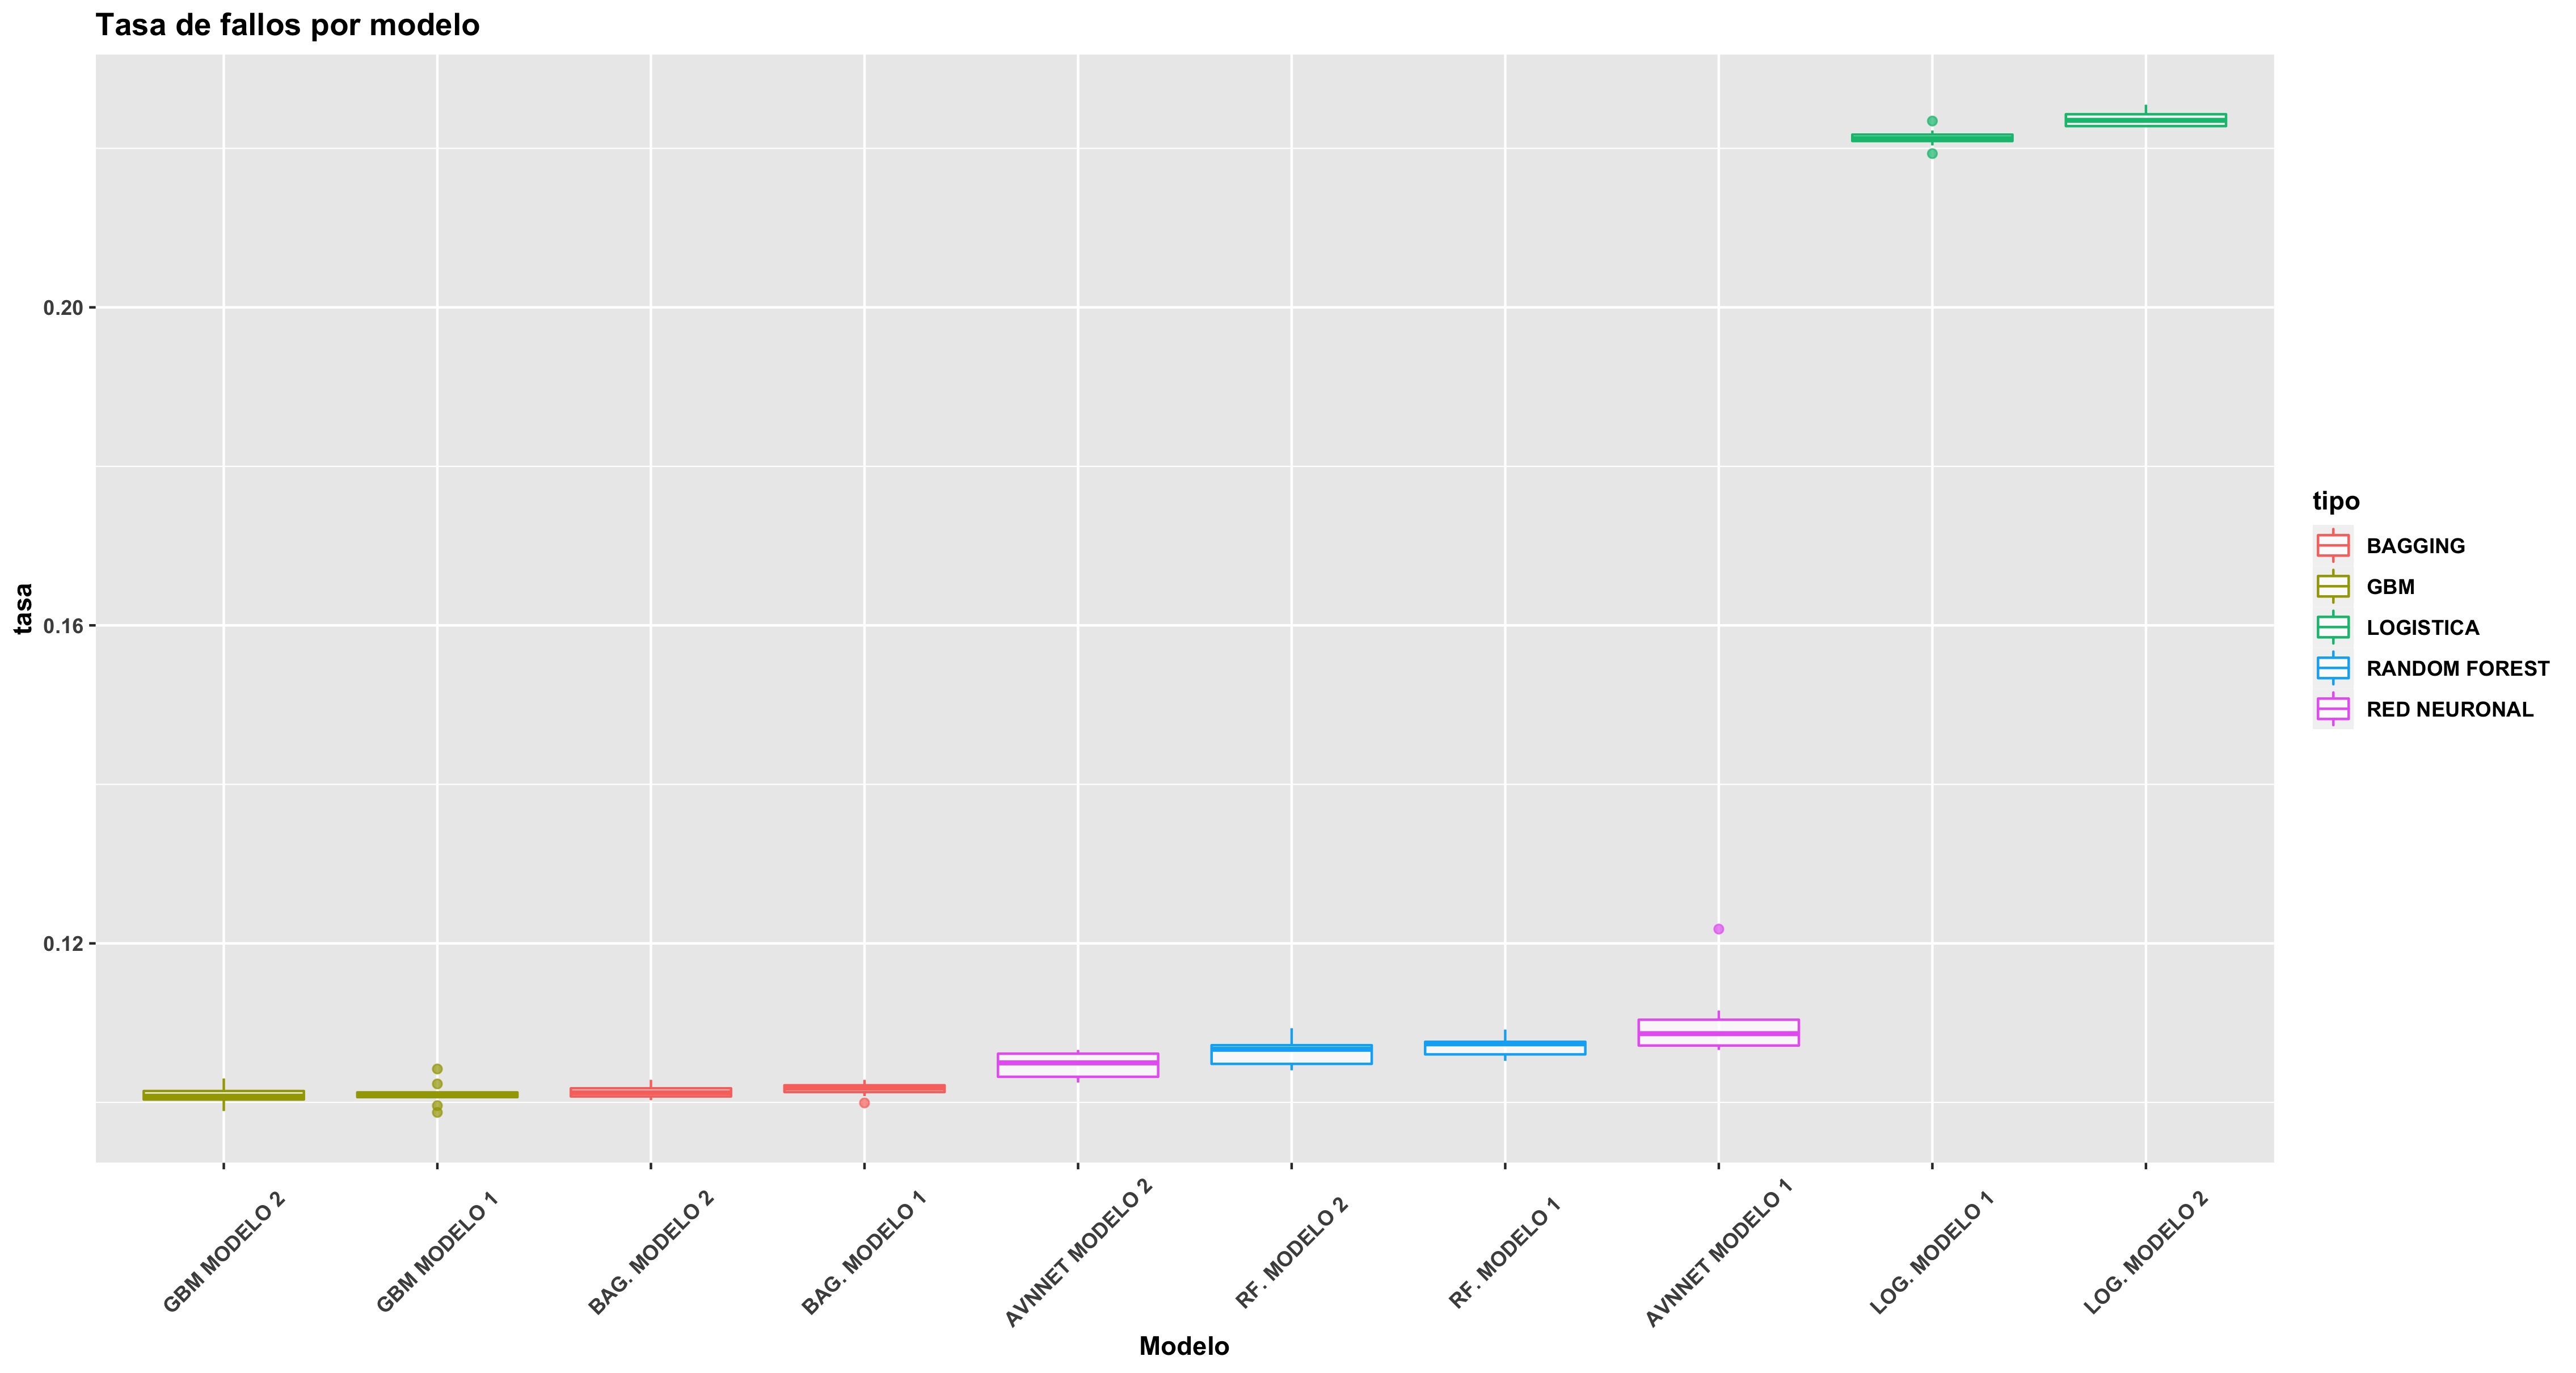 Tasa de fallos por modelo
tasa
0.20
0.16
0.12
GBM MODELO 2
GBM MODELO 1
BAG. MODELO 2
BAG. MODELO 1
AVNNET MODELO 2
RF. MODELO 2
RF. MODELO 1
AVNNET MODELO 1
LOG. MODELO 1
LOG. MODELO 2
Modelo
tipo
BAGGING
GBM
LOGISTICA
RANDOM FOREST
RED NEURONAL